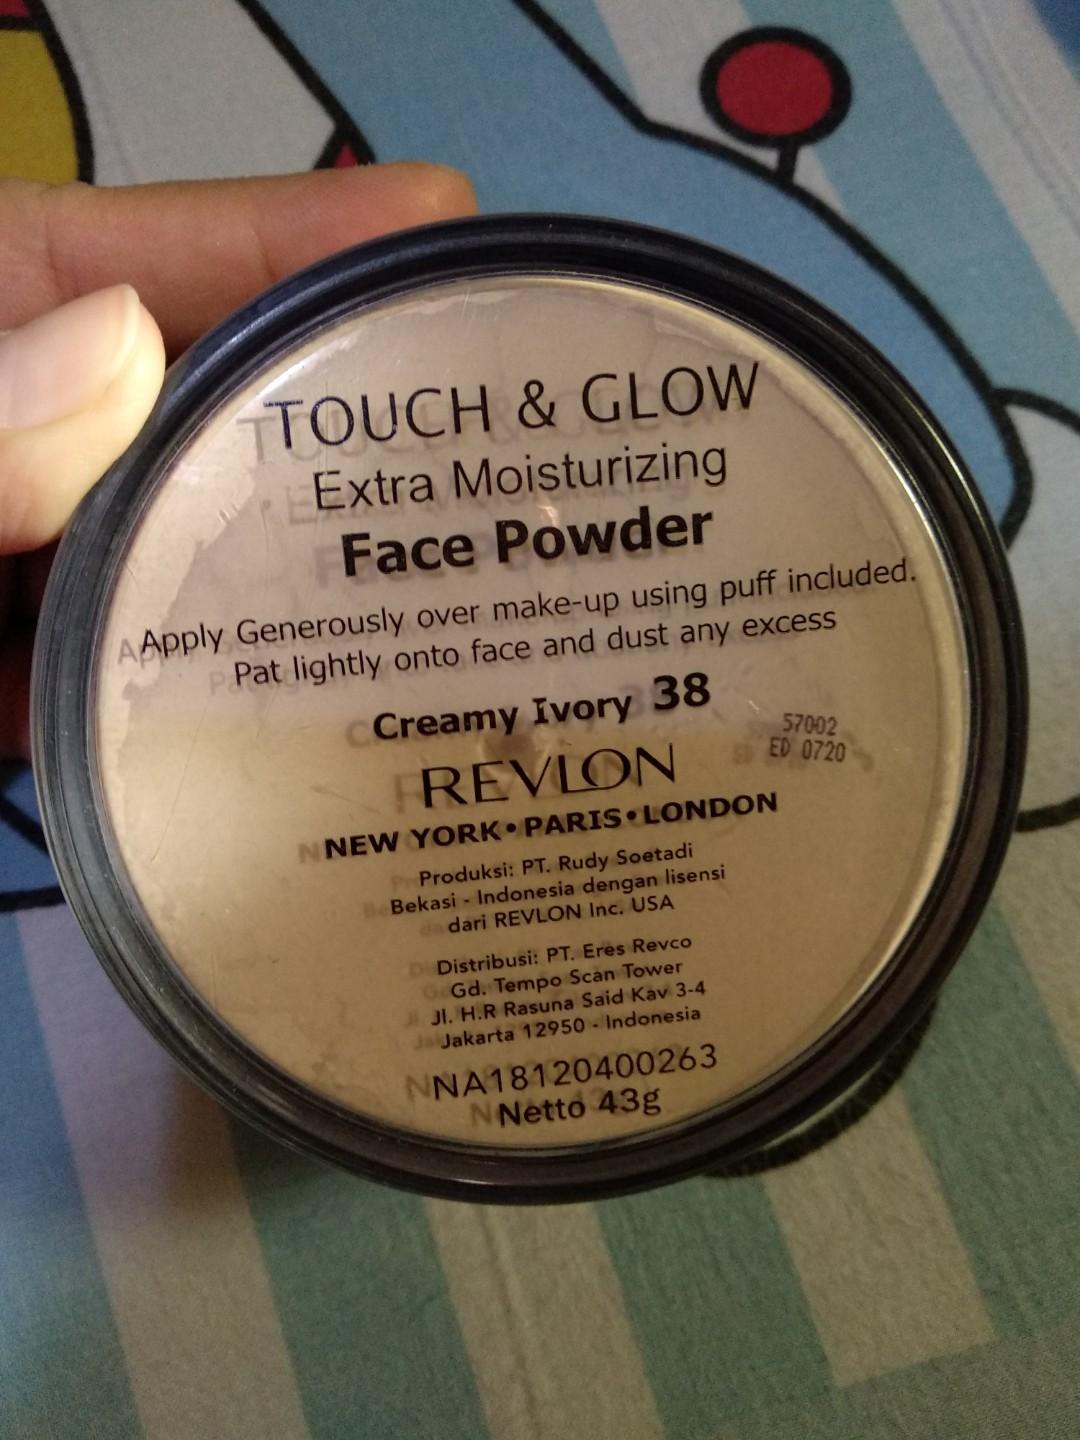 TOUCH & GLOW
Extra Moisturizing
Face Powder
Apply Generously over make-up using puff included.
Pat lightly onto face and dust any excess
Creamy Ivory 38
57002
ED 0720
REVLON
NEW YORK•PARIS•LONDON
Produksi: PT. Rudy Soetadi
Bekasi - Indonesia dengan lisensi
dari REVLON Inc. USA
Distribusi: PT. Eres Revco
Gd. Tempo Scan Tower
Jl. H.R Rasuna Said Kav 3-4
Jakarta 12950 - Indonesia
NA18120400263
Netto 43g